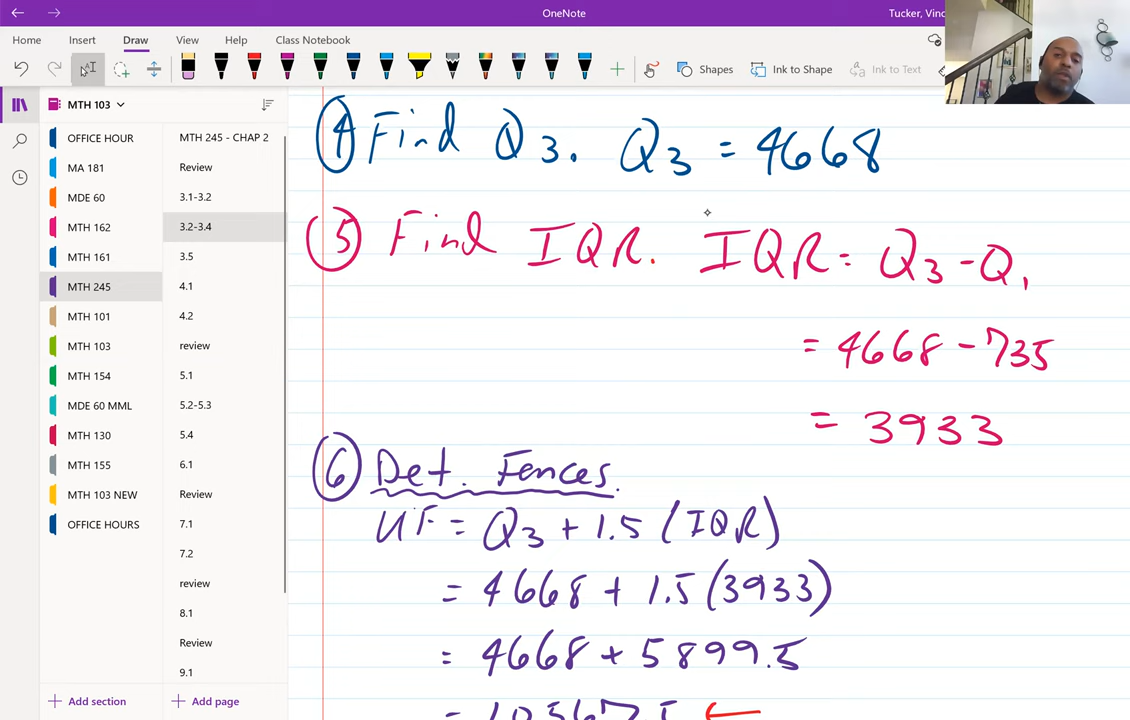 OneNote
Tucker, Vinc
Home Insert Draw View Help Class Notebook
Shapes Ink to Shape Ink to Text
MTH 103
OFFICE HOUR
MA 181
MDE 60
MTH 162
MTH 161
MTH 245
MTH 101
MTH 103
MTH 154
MDE 60 MML
MTH 130
MTH 155
MTH 103 NEW
OFFICE HOURS
Add section
MTH 245 - CHAP 2
Review
3.1-3.2
3.2-3.4
3.5
4.1
4.2
review
5.1
5.2-5.3
5.4
6.1
Review
7.1
7.2
review
8.1
Review
9.1
Add page
④ Find Q3. Q3 = 4668
⑤ Find IQR. IQR = Q3 - Q1
= 4668 - 735
= 3933
⑥ Det. Fences.
UF = Q3 + 1.5 (IQR)
= 4668 + 1.5 (3933)
= 4668 + 5899.5
= 10567.5 ←